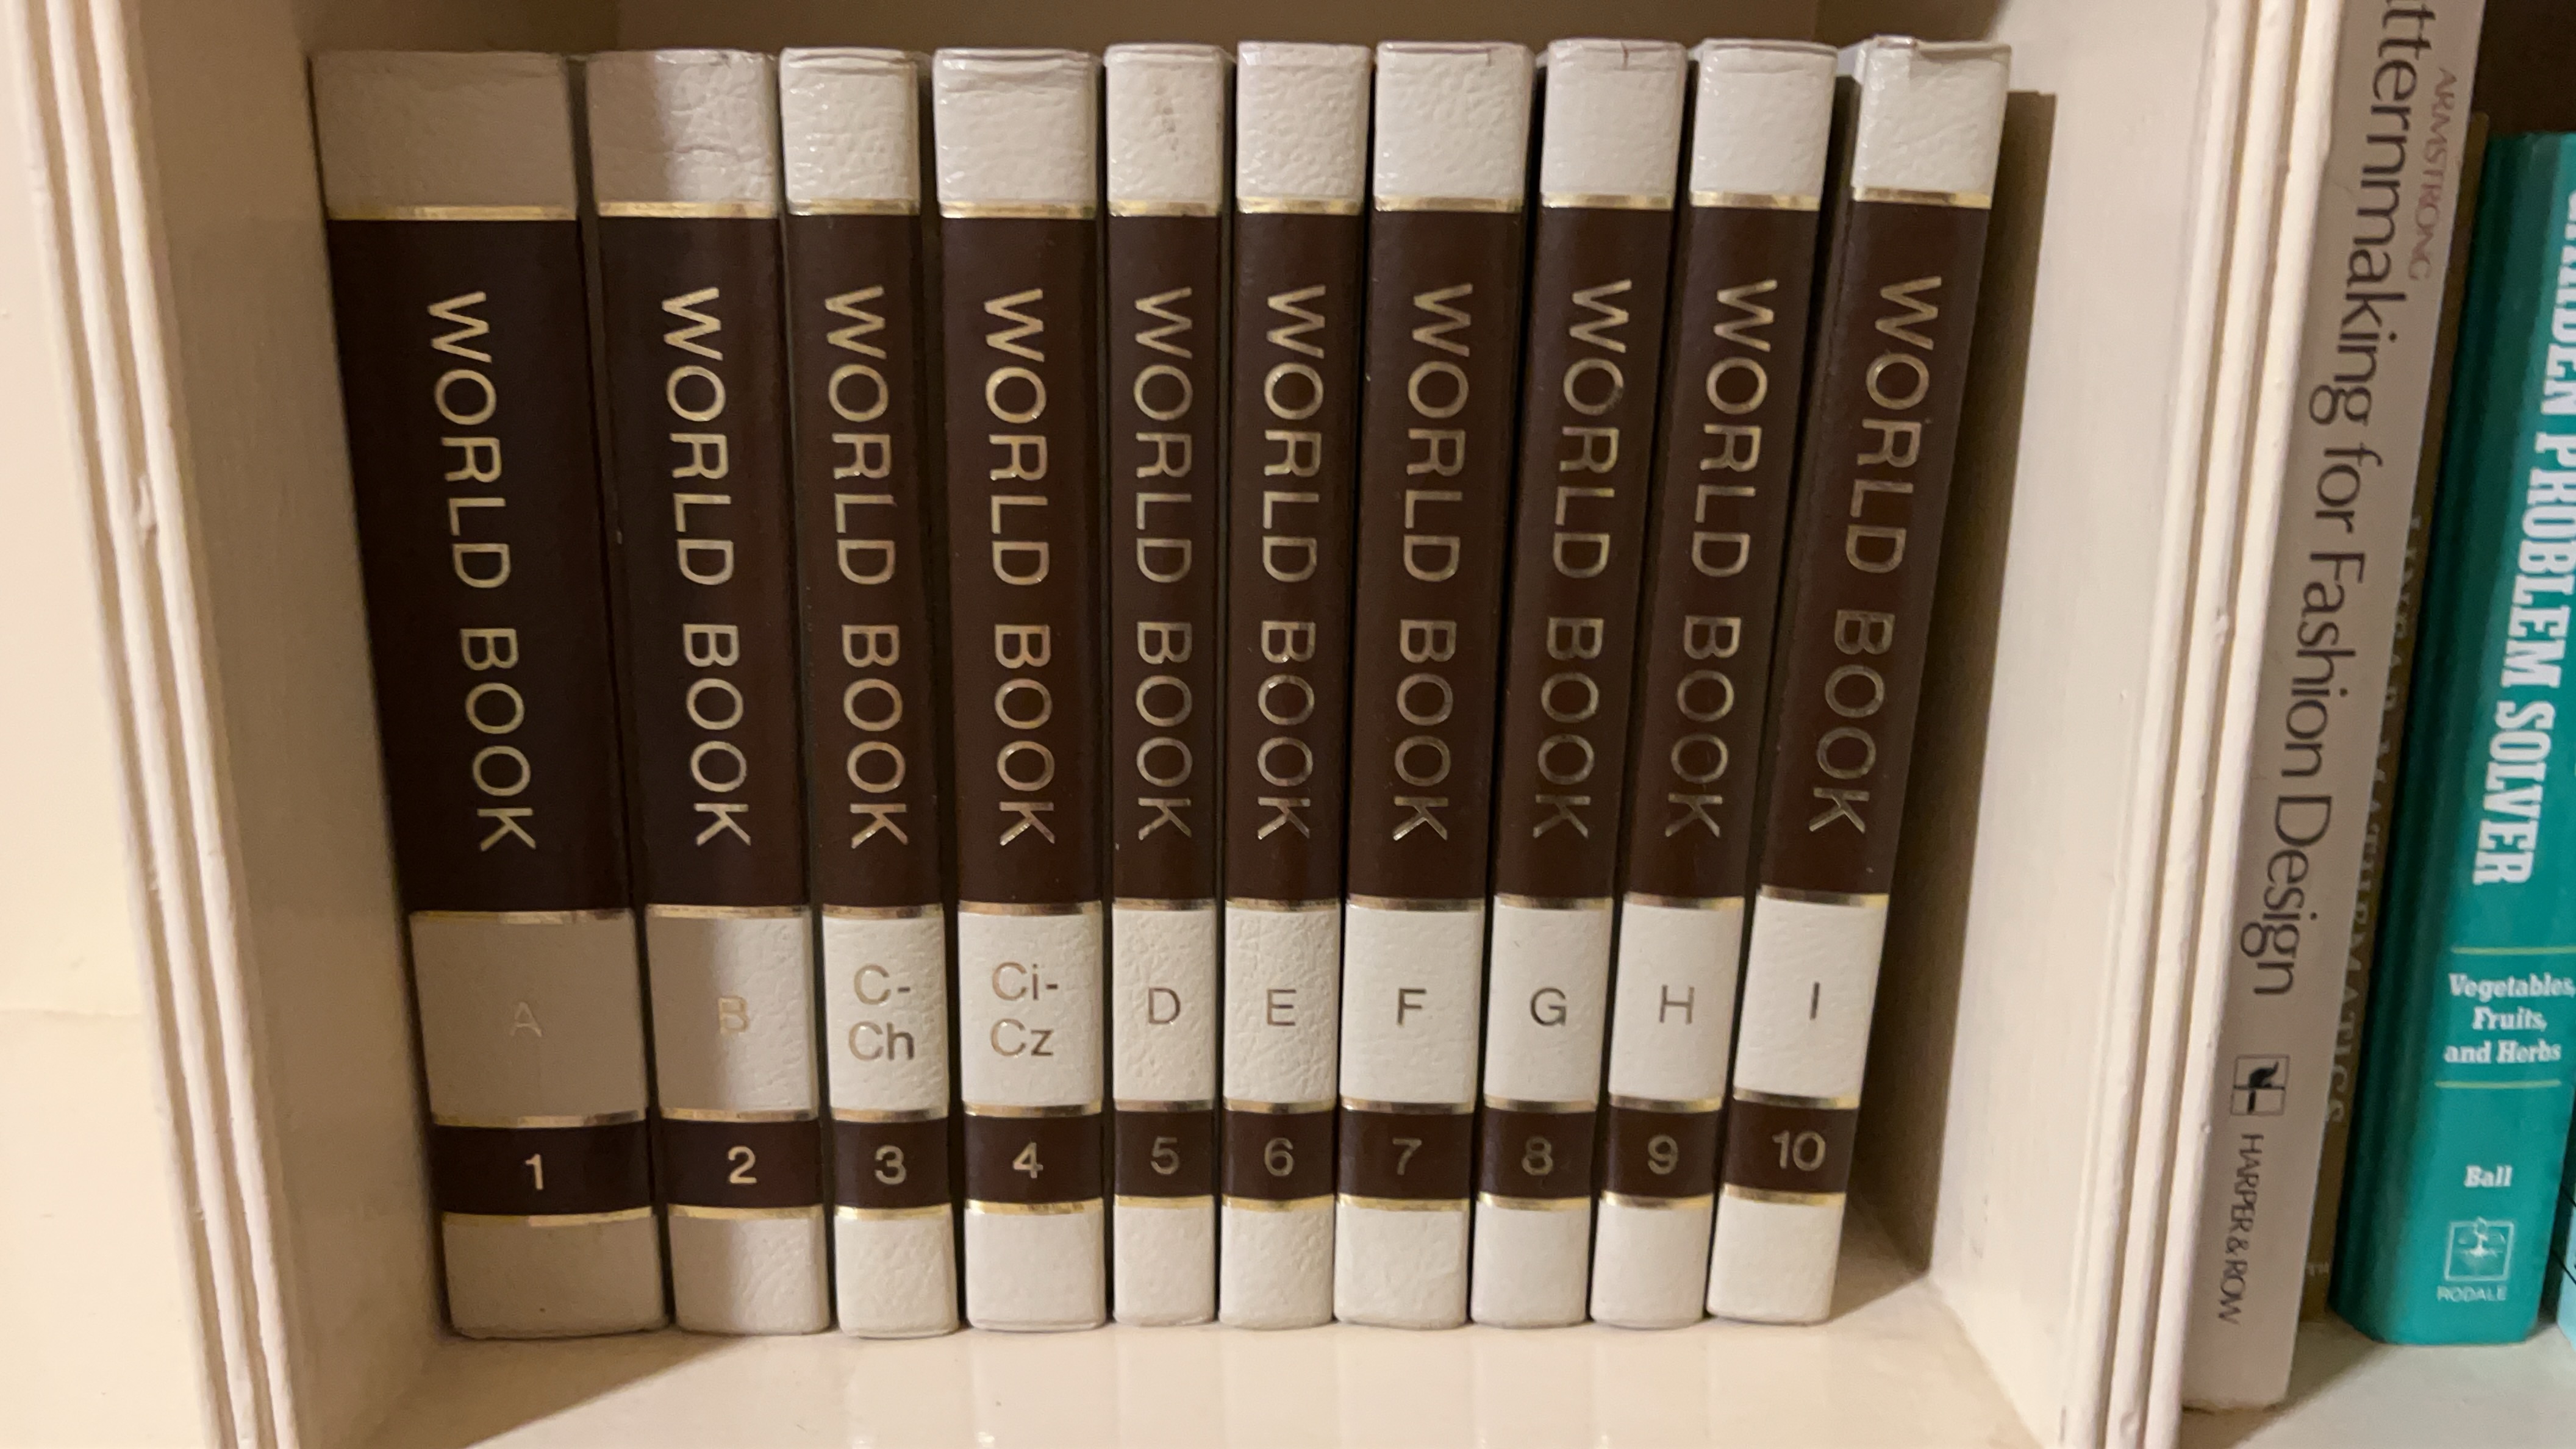 WORLD BOOK
A
1
WORLD BOOK
B
2
WORLD BOOK
C-
Ch
3
WORLD BOOK
Ci-
Cz
4
WORLD BOOK
D
5
WORLD BOOK
E
6
WORLD BOOK
F
7
WORLD BOOK
G
8
WORLD BOOK
H
9
WORLD BOOK
I
10
ARMSTRONG
tternmaking for Fashion Design
HARPER & ROW
PROBLEM SOLVER
Vegetables,
Fruits,
and Herbs
Ball
RODALE